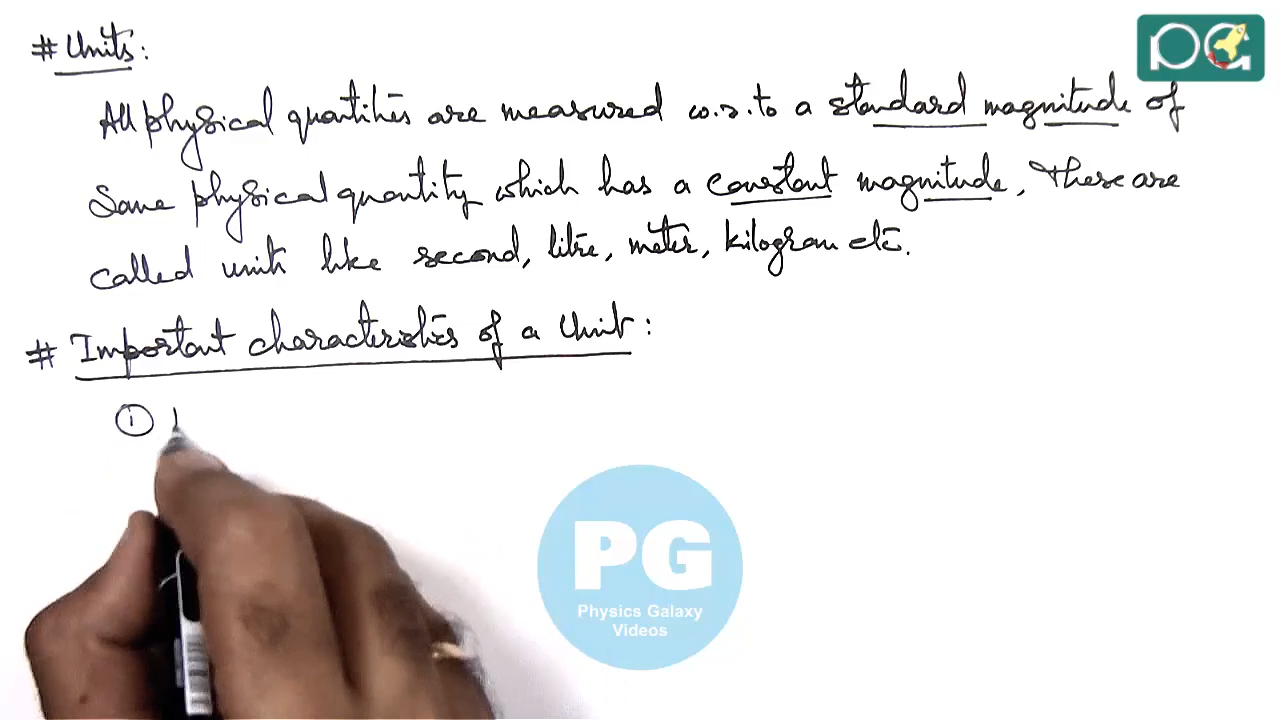 # Units:
All physical quantities are measured w.r.to a standard magnitude of
Same physical quantity which has a constant magnitude, These are
called units like second, litre, meter, kilogram etc.
# Important characteristics of a Unit:
①
PG
Physics Galaxy
Videos